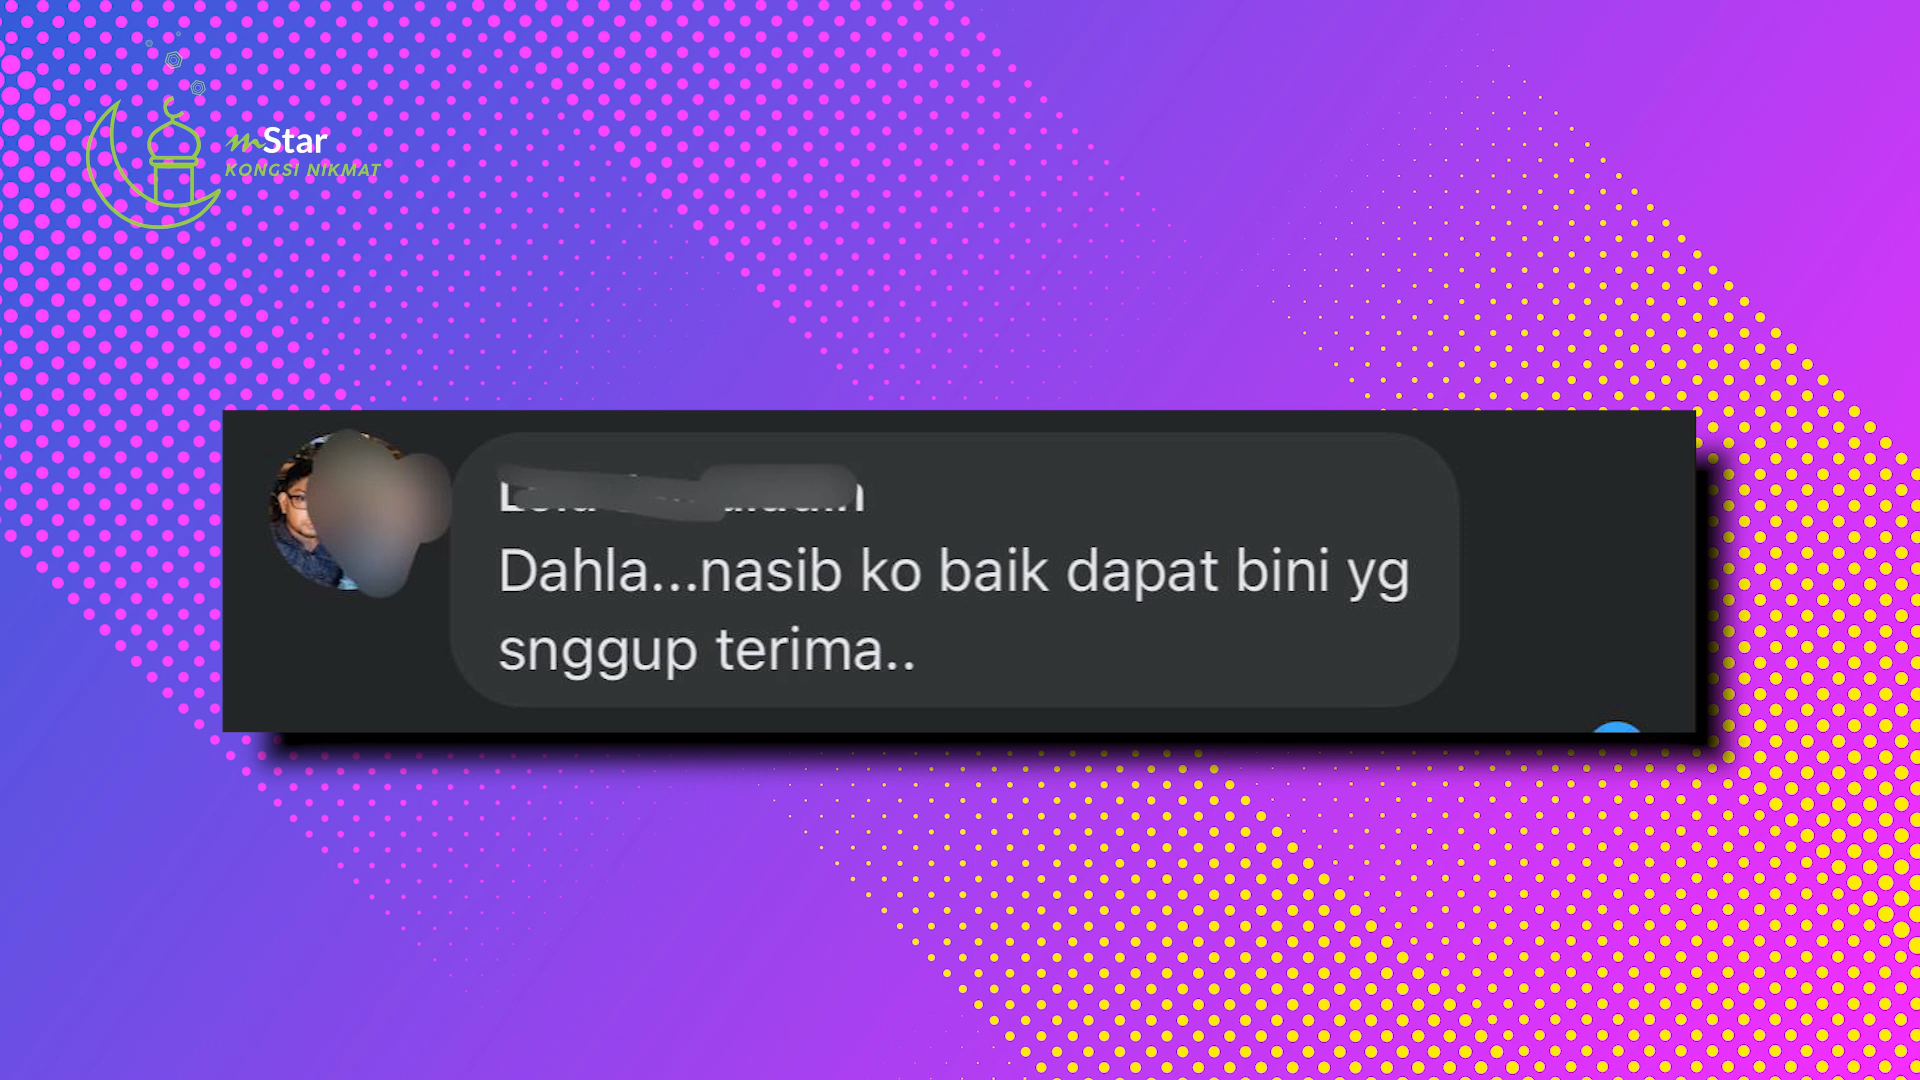 mStar
KONGSI NIKMAT
Dahla...nasib ko baik dapat bini yg
snggup terima..